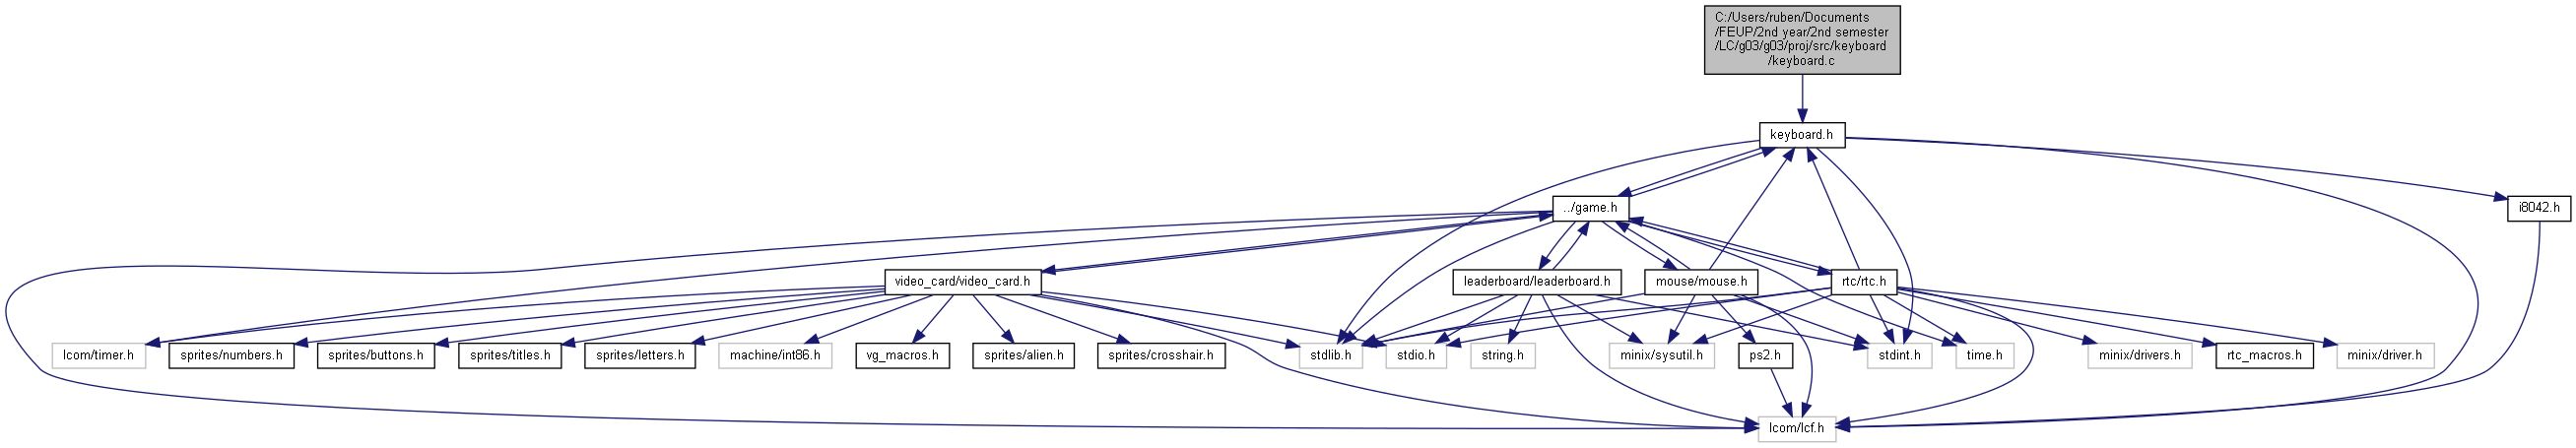 C:/Users/ruben/Documents
/FEUP/2nd year/2nd semester
/LC/g03/g03/proj/src/keyboard
/keyboard.c
keyboard.h
../game.h
i8042.h
video_card/video_card.h
leaderboard/leaderboard.h
mouse/mouse.h
rtc/rtc.h
lcom/timer.h
sprites/numbers.h
sprites/buttons.h
sprites/titles.h
sprites/letters.h
machine/int86.h
vg_macros.h
sprites/alien.h
sprites/crosshair.h
stdlib.h
stdio.h
string.h
minix/sysutil.h
ps2.h
stdint.h
time.h
minix/drivers.h
rtc_macros.h
minix/driver.h
lcom/lcf.h